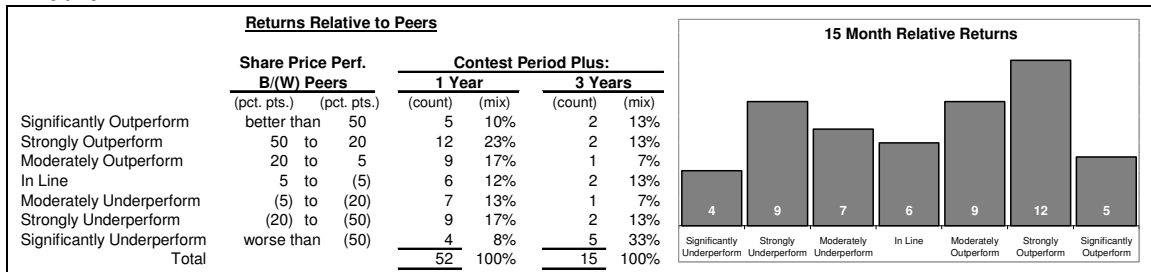 Returns Relative to Peers
Share Price Perf. Contest Period Plus:
B/(W) Peers 1 Year 3 Years
(pct. pts.) (pct. pts.) (count) (mix) (count) (mix)
Significantly Outperform better than 50 5 10% 2 13%
Strongly Outperform 50 to 20 12 23% 2 13%
Moderately Outperform 20 to 5 9 17% 1 7%
In Line 5 to (5) 6 12% 2 13%
Moderately Underperform (5) to (20) 7 13% 1 7%
Strongly Underperform (20) to (50) 9 17% 2 13%
Significantly Underperform worse than (50) 4 8% 5 33%
Total 52 100% 15 100%
15 Month Relative Returns
4 9 7 6 9 12 5
Significantly Strongly Moderately In Line Moderately Strongly Significantly
Underperform Underperform Underperform Outperform Outperform Outperform